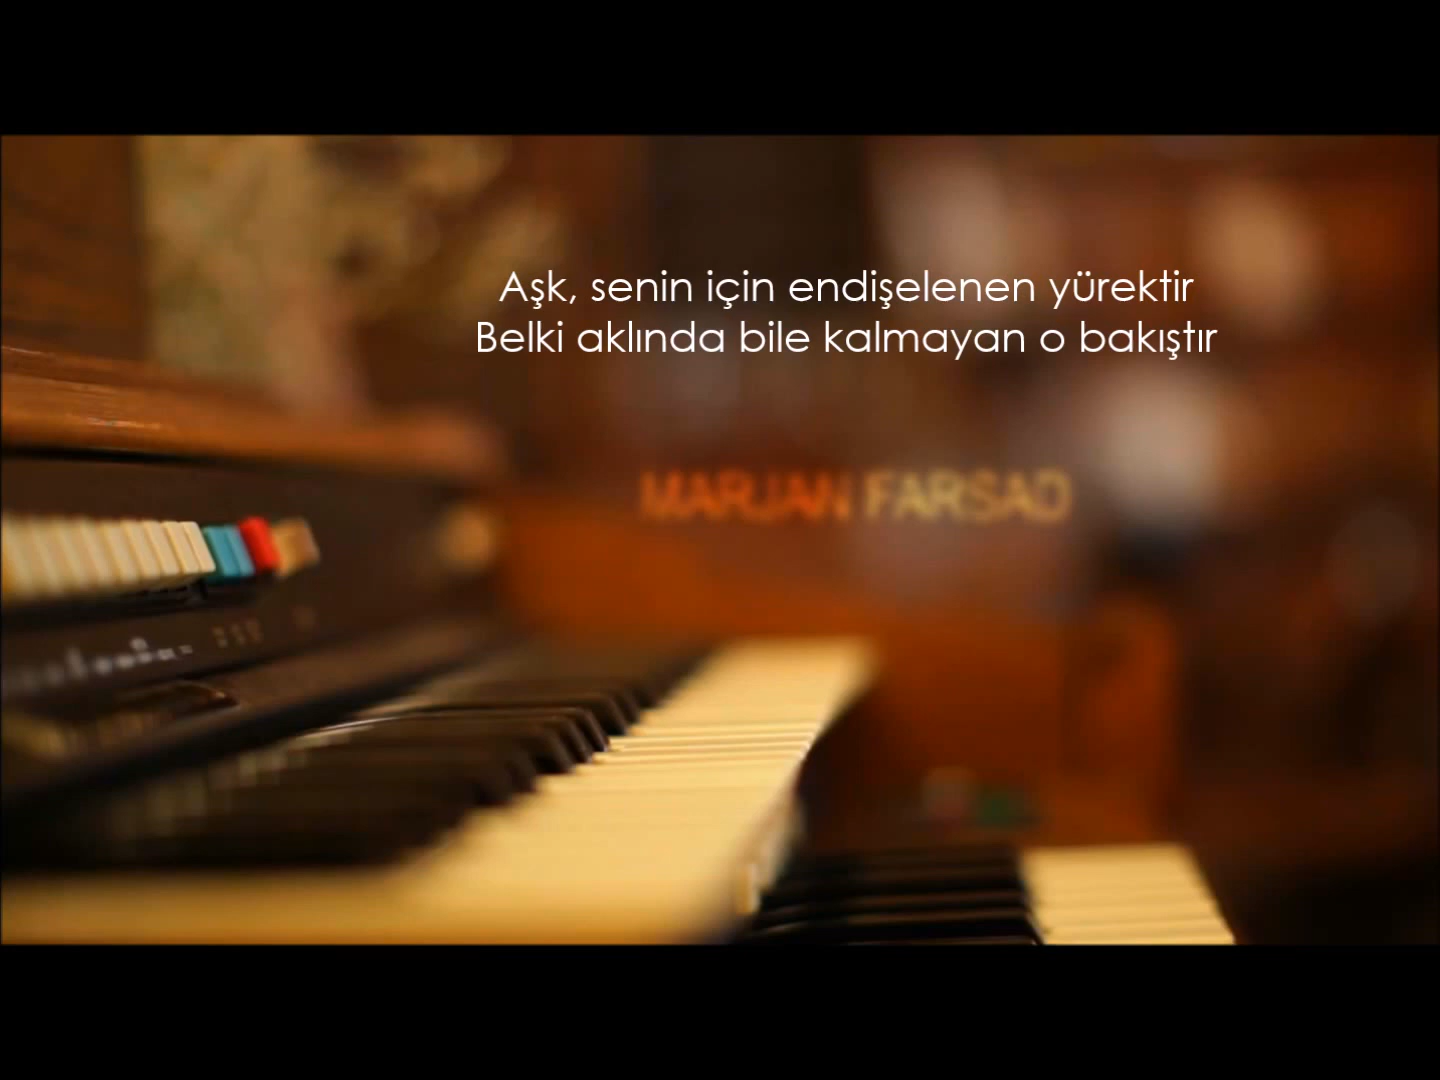 Aşk, senin için endişelenen yürektir
Belki aklında bile kalmayan o bakıştır
MARJAN FARSAD